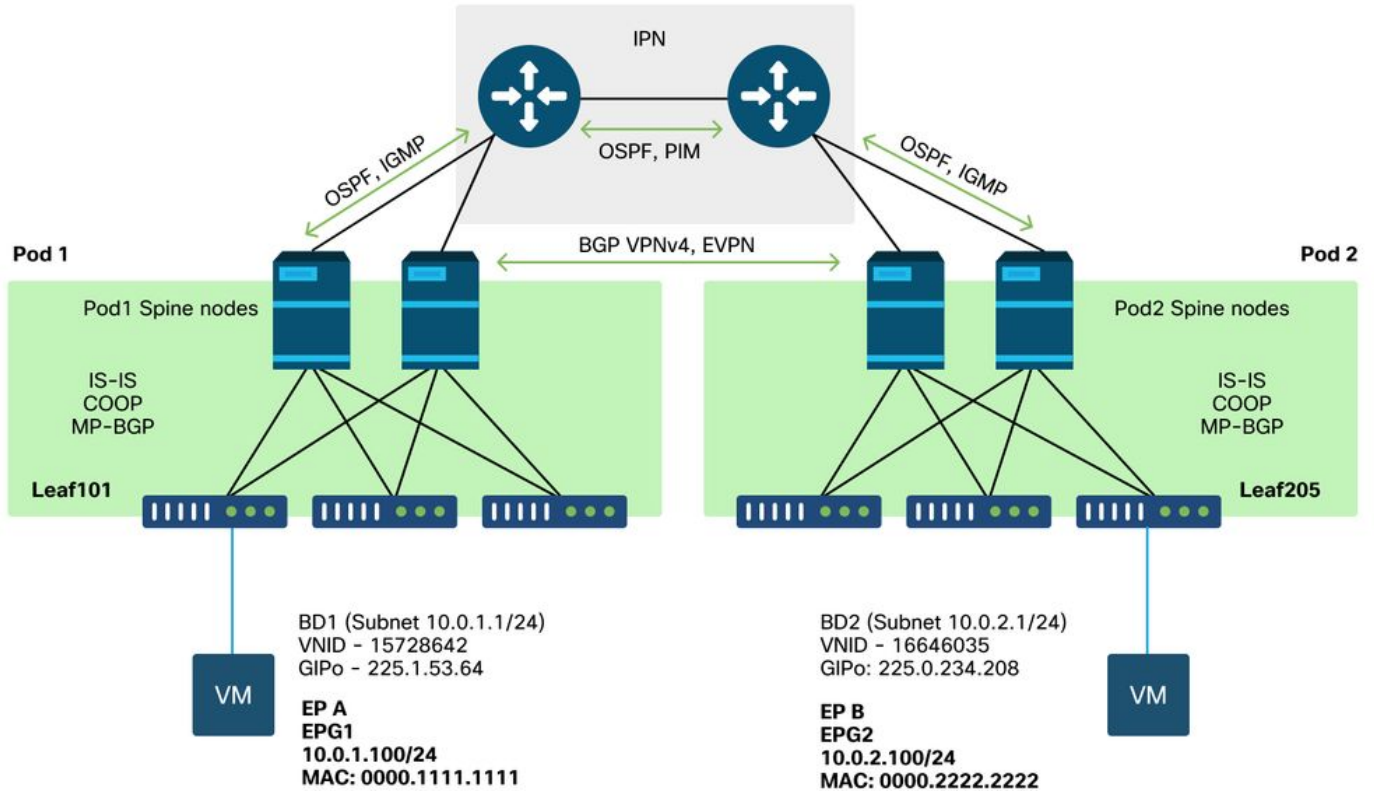 IPN
OSPF, IGMP
OSPF, PIM
OSPF, IGMP
BGP VPNv4, EVPN
Pod 1
Pod 2
Pod1 Spine nodes
Pod2 Spine nodes
IS-IS
COOP
MP-BGP
IS-IS
COOP
MP-BGP
Leaf101
Leaf205
VM
BD1 (Subnet 10.0.1.1/24)
VNID - 15728642
GIPo - 225.1.53.64
EP A
EPG1
10.0.1.100/24
MAC: 0000.1111.1111
BD2 (Subnet 10.0.2.1/24)
VNID - 16646035
GIPo: 225.0.234.208
EP B
EPG2
10.0.2.100/24
MAC: 0000.2222.2222
VM